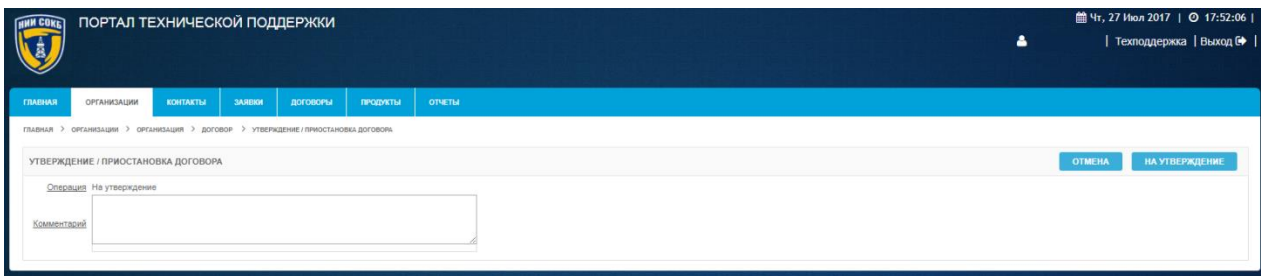 НИИ СОКБ
ПОРТАЛ ТЕХНИЧЕСКОЙ ПОДДЕРЖКИ
Чт, 27 Июл 2017 | 17:52:06 |
| Техподдержка | Выход |
ГЛАВНАЯ ОРГАНИЗАЦИИ КОНТАКТЫ ЗАЯВКИ ДОГОВОРЫ ПРОДУКТЫ ОТЧЕТЫ
ГЛАВНАЯ > ОРГАНИЗАЦИИ > ОРГАНИЗАЦИЯ > ДОГОВОР > УТВЕРЖДЕНИЕ / ПРИОСТАНОВКА ДОГОВОРА
УТВЕРЖДЕНИЕ / ПРИОСТАНОВКА ДОГОВОРА ОТМЕНА НА УТВЕРЖДЕНИЕ
Операция На утверждение
Комментарий